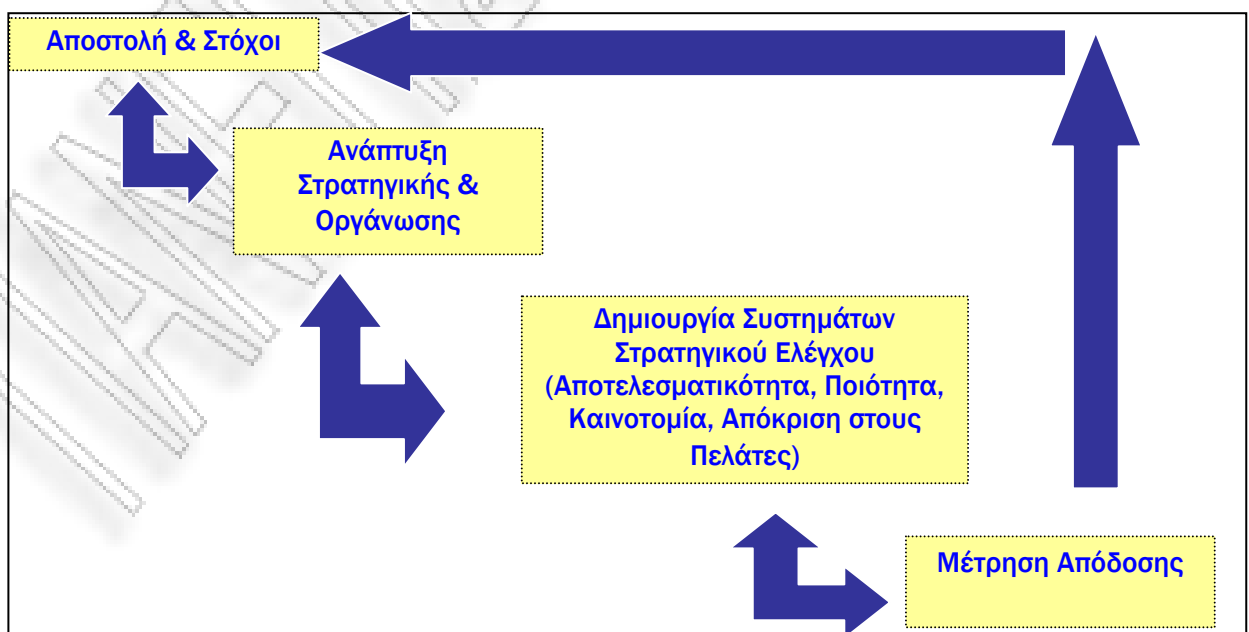 Αποστολή & Στόχοι
Ανάπτυξη
Στρατηγικής &
Οργάνωσης
Δημιουργία Συστημάτων
Στρατηγικού Ελέγχου
(Αποτελεσματικότητα, Ποιότητα,
Καινοτομία, Απόκριση στους
Πελάτες)
Μέτρηση Απόδοσης